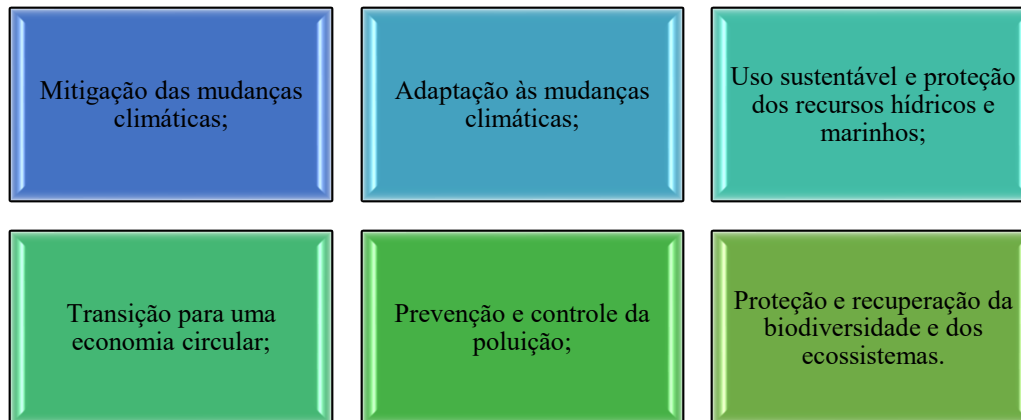 Mitigação das mudanças
climáticas;
Adaptação às mudanças
climáticas;
Uso sustentável e proteção
dos recursos hídricos e
marinhos;
Transição para uma
economia circular;
Prevenção e controle da
poluição;
Proteção e recuperação da
biodiversidade e dos
ecossistemas.